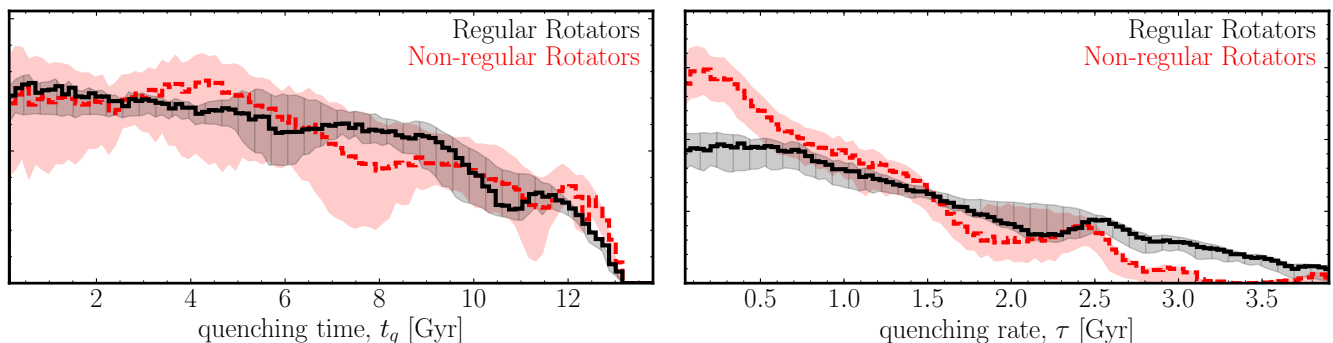 Regular Rotators
Non-regular Rotators
2 4 6 8 10 12
quenching time, t_q [Gyr]
Regular Rotators
Non-regular Rotators
0.5 1.0 1.5 2.0 2.5 3.0 3.5
quenching rate, τ [Gyr]